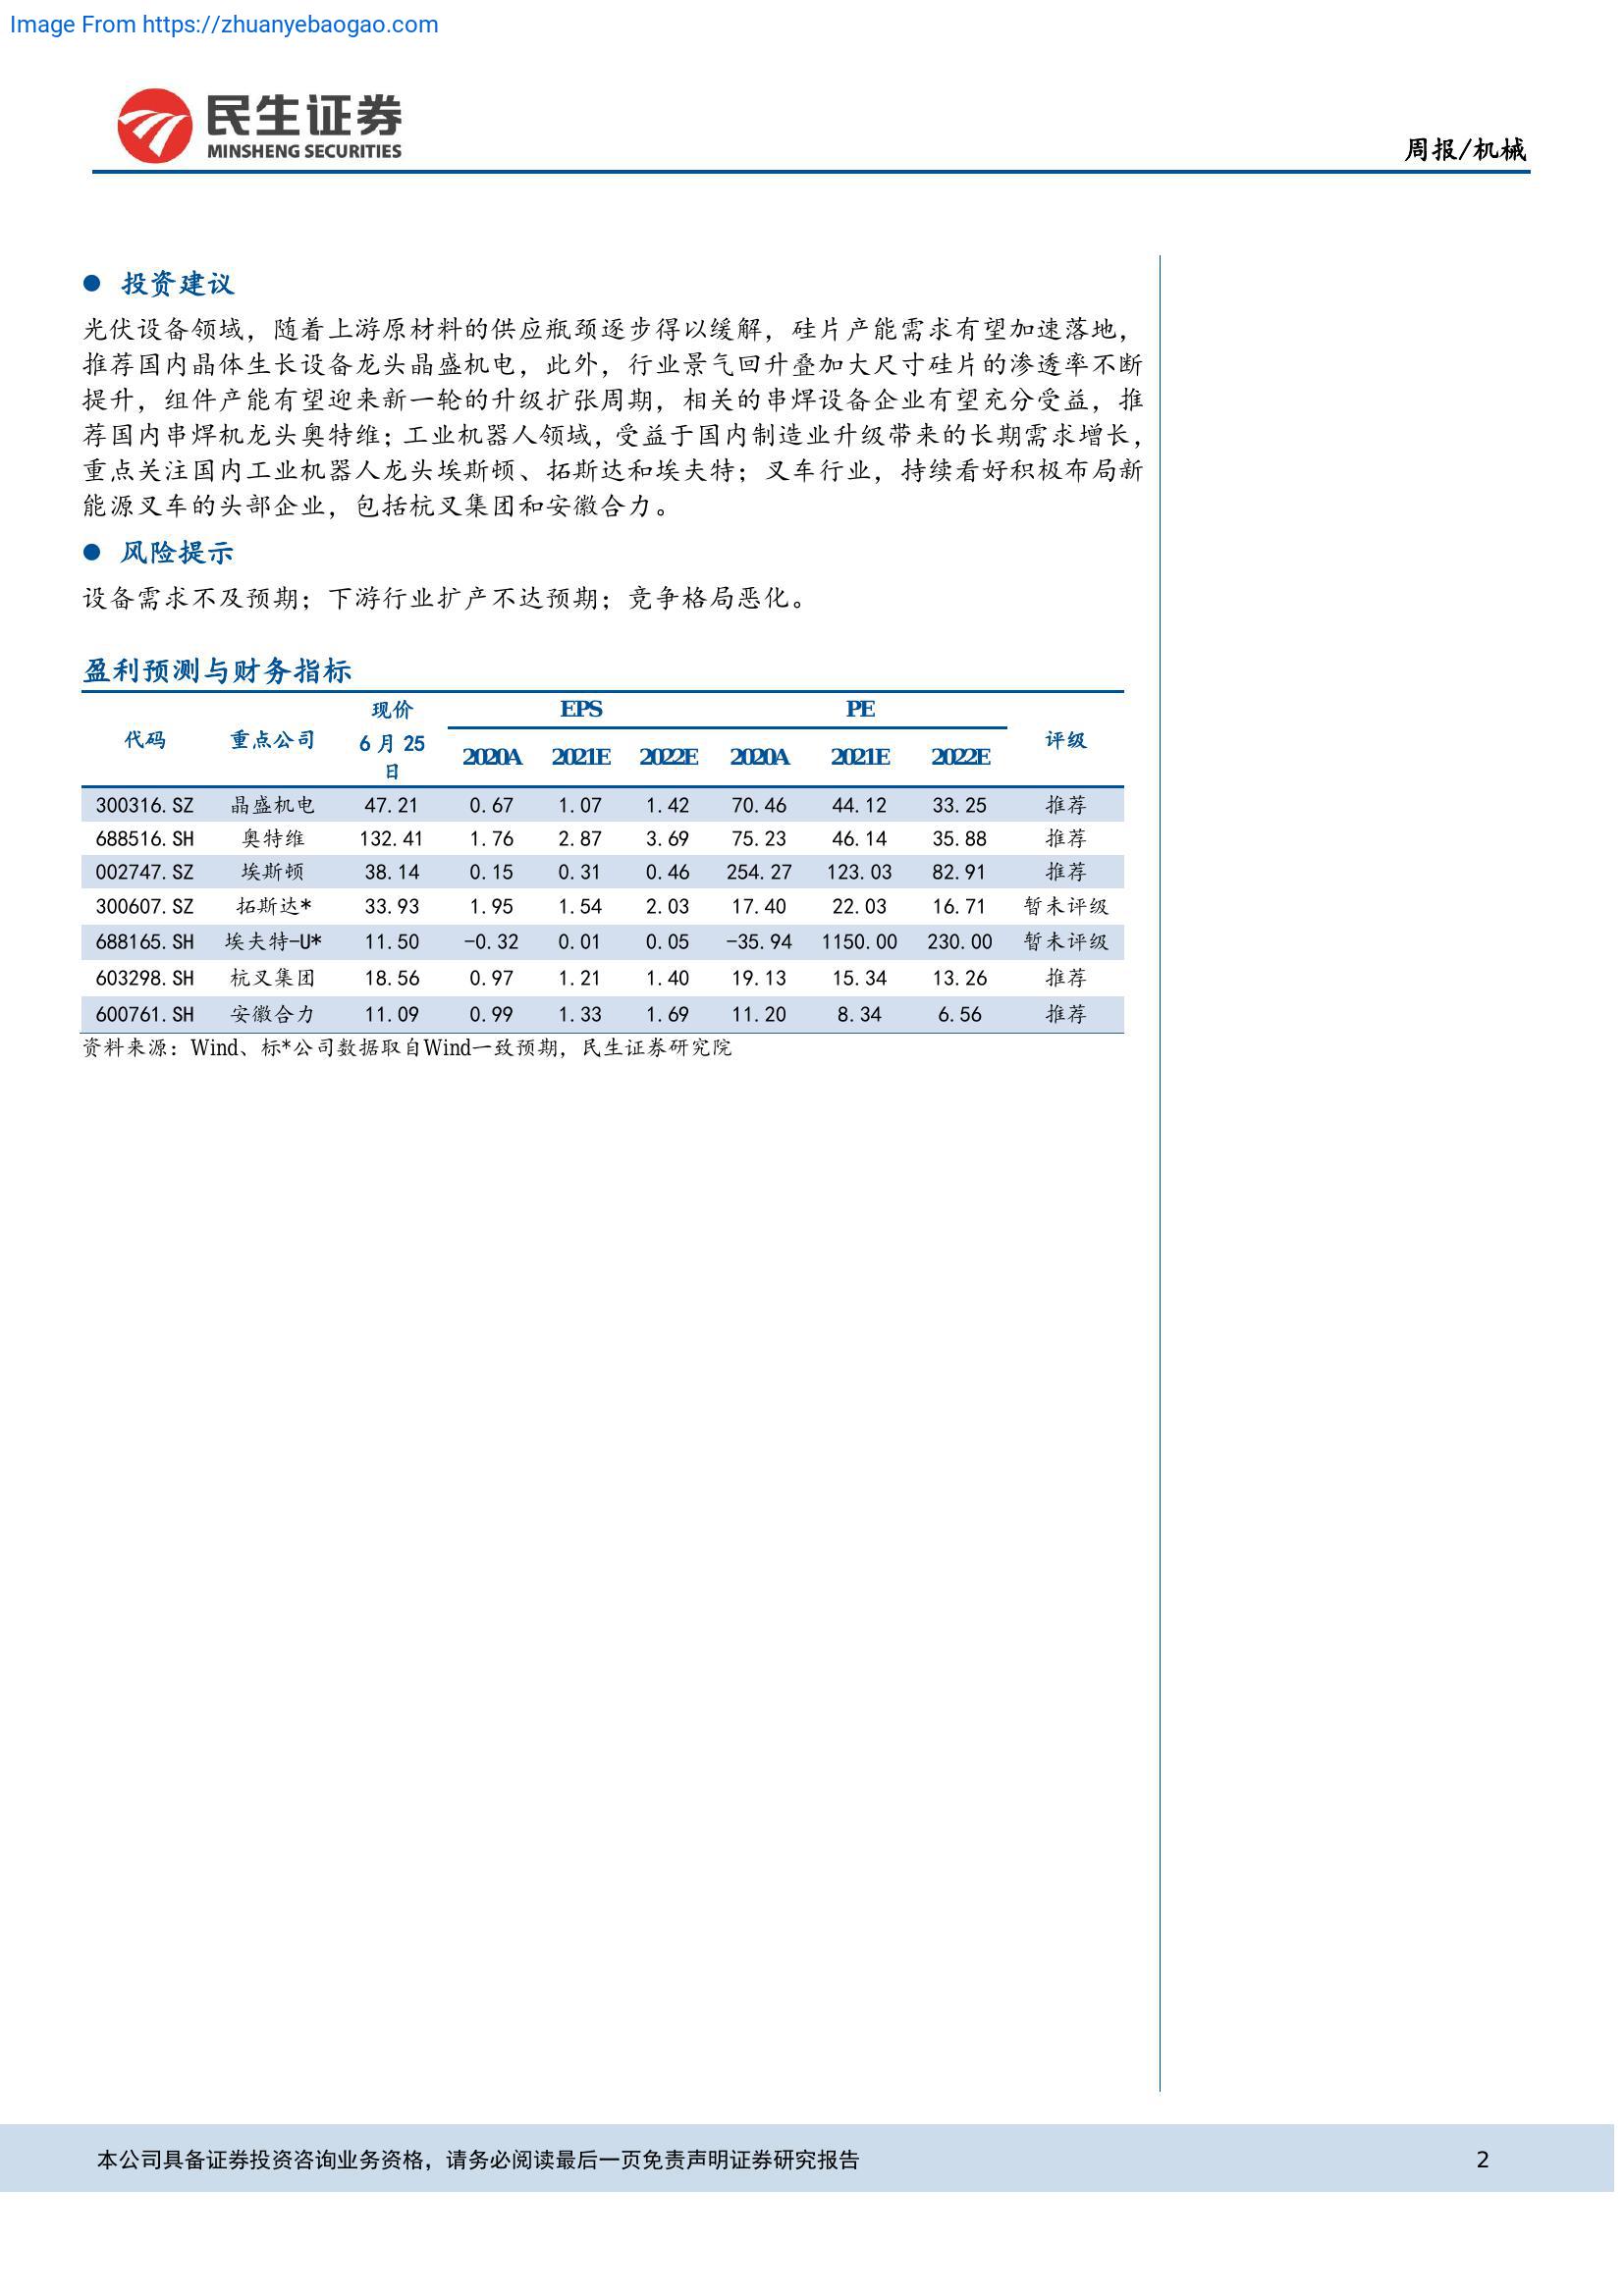 Image From https://zhuanyebaogao.com
民生证券
MINSHENG SECURITIES
周报/机械
● 投资建议
光伏设备领域，随着上游原材料的供应瓶颈逐步得以缓解，硅片产能需求有望加速落地，
推荐国内晶体生长设备龙头晶盛机电，此外，行业景气回升叠加大尺寸硅片的渗透率不断
提升，组件产能有望迎来新一轮的升级扩张周期，相关的串焊设备企业有望充分受益，推
荐国内串焊机龙头奥特维；工业机器人领域，受益于国内制造业升级带来的长期需求增长，
重点关注国内工业机器人龙头埃斯顿、拓斯达和埃夫特；叉车行业，持续看好积极布局新
能源叉车的头部企业，包括杭叉集团和安徽合力。
● 风险提示
设备需求不及预期；下游行业扩产不达预期；竞争格局恶化。
盈利预测与财务指标
代码 重点公司 现价 EPS PE 评级
6 月 25
日
2020A 2021E 2022E 2020A 2021E 2022E
300316.SZ 晶盛机电 47.21 0.67 1.07 1.42 70.46 44.12 33.25 推荐
688516.SH 奥特维 132.41 1.76 2.87 3.69 75.23 46.14 35.88 推荐
002747.SZ 埃斯顿 38.14 0.15 0.31 0.46 254.27 123.03 82.91 推荐
300607.SZ 拓斯达* 33.93 1.95 1.54 2.03 17.40 22.03 16.71 暂未评级
688165.SH 埃夫特-U* 11.50 -0.32 0.01 0.05 -35.94 1150.00 230.00 暂未评级
603298.SH 杭叉集团 18.56 0.97 1.21 1.40 19.13 15.34 13.26 推荐
600761.SH 安徽合力 11.09 0.99 1.33 1.69 11.20 8.34 6.56 推荐
资料来源：Wind、标*公司数据取自Wind一致预期，民生证券研究院
本公司具备证券投资咨询业务资格，请务必阅读最后一页免责声明证券研究报告 2